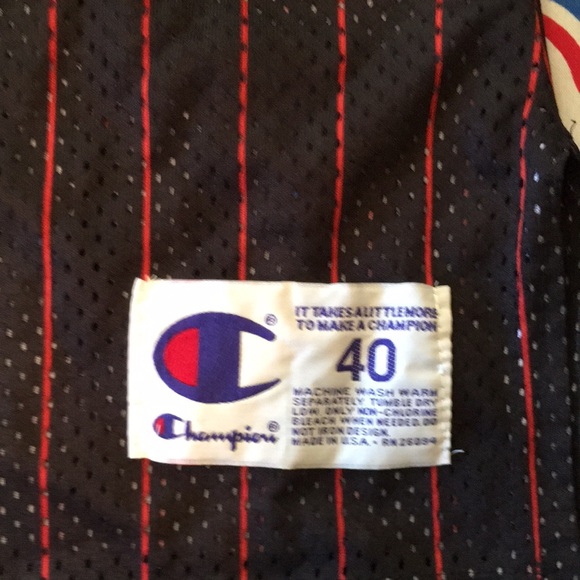 IT TAKES A LITTLE MORE
TO MAKE A CHAMPION
40
MACHINE WASH WARM
SEPARATELY TUMBLE DRY
LOW. ONLY NON-CHLORINE
BLEACH WHEN NEEDED. DO
NOT IRON DESIGN.
MADE IN U.S.A. - RN 26094
Champion®